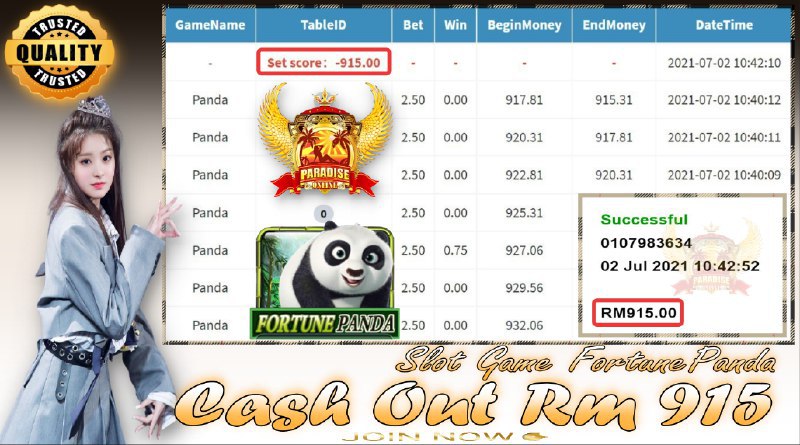 TRUSTED
QUALITY
TRUSTED
GameName TableID Bet Win BeginMoney EndMoney DateTime
- Set score: -915.00 - - - - 2021-07-02 10:42:10
Panda 2.50 0.00 917.81 915.31 2021-07-02 10:40:12
Panda 2.50 0.00 920.31 917.81 2021-07-02 10:40:11
Panda 2.50 0.00 922.81 920.31 2021-07-02 10:40:09
Panda 0 2.50 0.00 925.31
Panda 2.50 0.75 927.06
Panda 2.50 0.00 929.56
Panda 2.50 0.00 932.06
PARADISE
ONLINE
FORTUNE PANDA
Successful
0107983634
02 Jul 2021 10:42:52
RM915.00
Slot Game Fortune Panda
Cash Out Rm 915
JOIN NOW